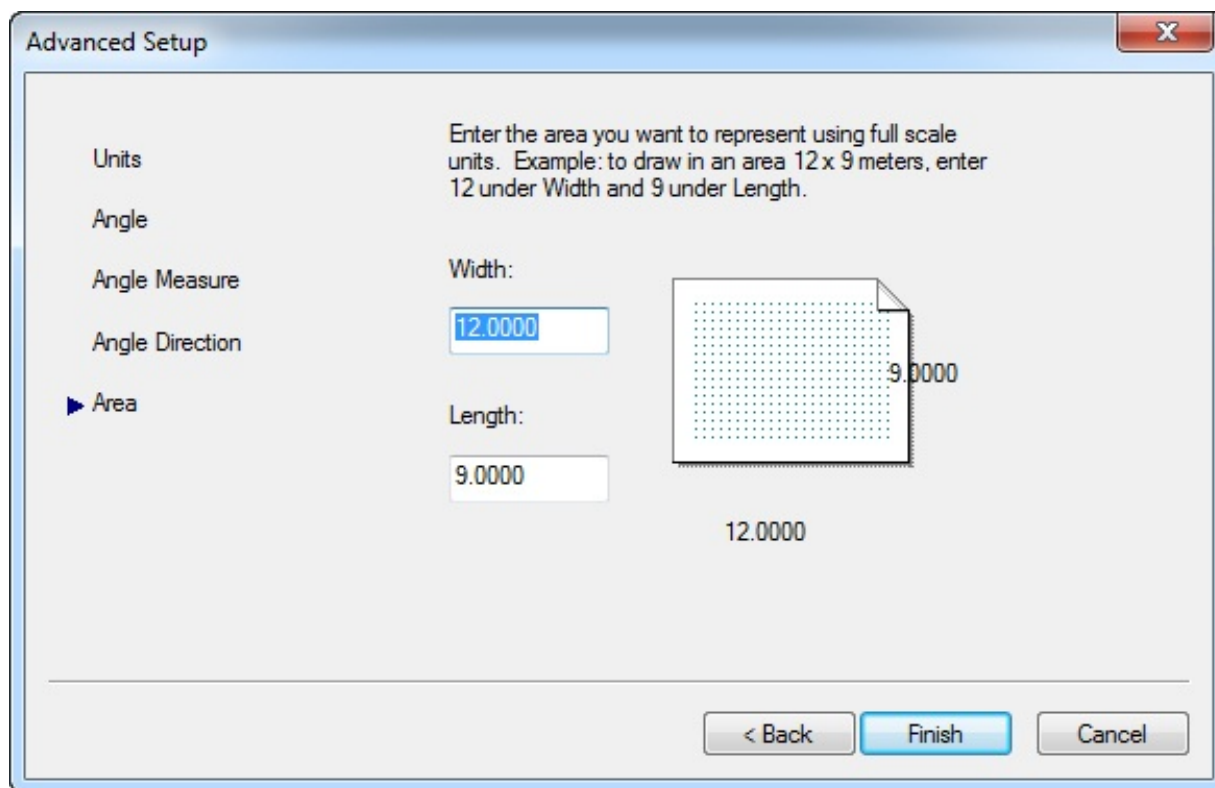 Advanced Setup
Units
Angle
Angle Measure
Angle Direction
Area
Enter the area you want to represent using full scale
units. Example: to draw in an area 12 x 9 meters, enter
12 under Width and 9 under Length.
Width:
12.0000
Length:
9.0000
9.0000
12.0000
< Back
Finish
Cancel